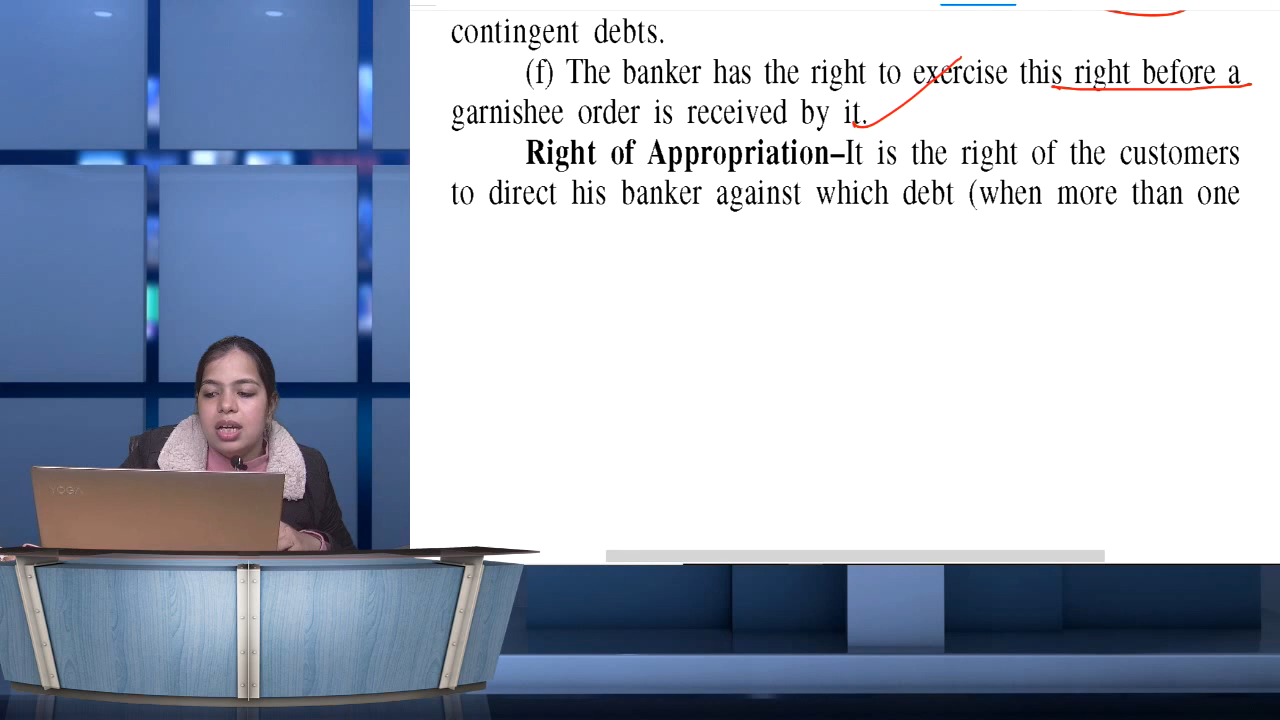 contingent debts.
(f) The banker has the right to exercise this right before a
garnishee order is received by it.
Right of Appropriation–It is the right of the customers
to direct his banker against which debt (when more than one
YOGA